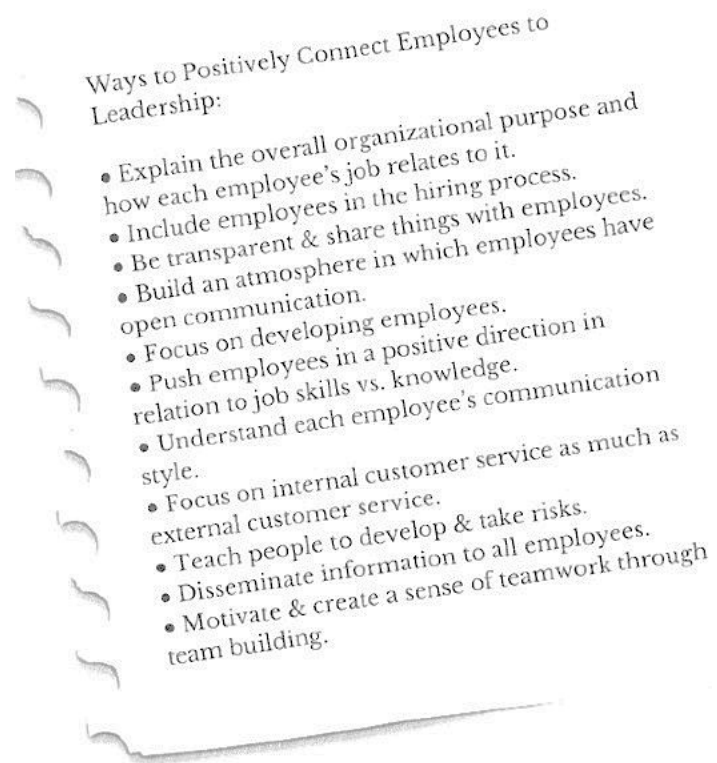 Ways to Positively Connect Employees to
Leadership:
• Explain the overall organizational purpose and
how each employee's job relates to it.
• Include employees in the hiring process.
• Be transparent & share things with employees.
• Build an atmosphere in which employees have
open communication.
• Focus on developing employees.
• Push employees in a positive direction in
relation to job skills vs. knowledge.
• Understand each employee's communication
style.
• Focus on internal customer service as much as
external customer service.
• Teach people to develop & take risks.
• Disseminate information to all employees.
• Motivate & create a sense of teamwork through
team building.